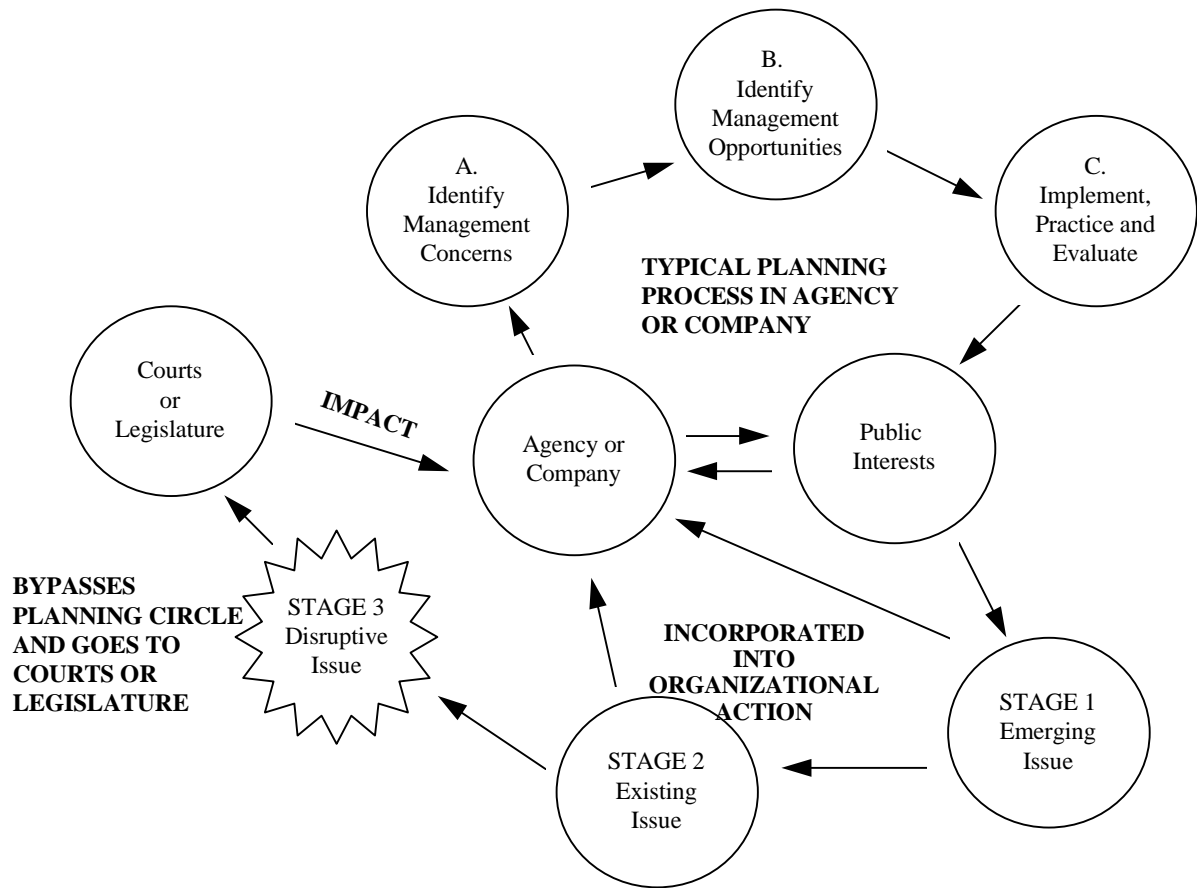 B.
Identify
Management
Opportunities
A.
Identify
Management
Concerns
C.
Implement,
Practice and
Evaluate
TYPICAL PLANNING
PROCESS IN AGENCY
OR COMPANY
Courts
or
Legislature
IMPACT
Agency or
Company
Public
Interests
BYPASSES
PLANNING CIRCLE
AND GOES TO
COURTS OR
LEGISLATURE
STAGE 3
Disruptive
Issue
INCORPORATED
INTO
ORGANIZATIONAL
ACTION
STAGE 1
Emerging
Issue
STAGE 2
Existing
Issue